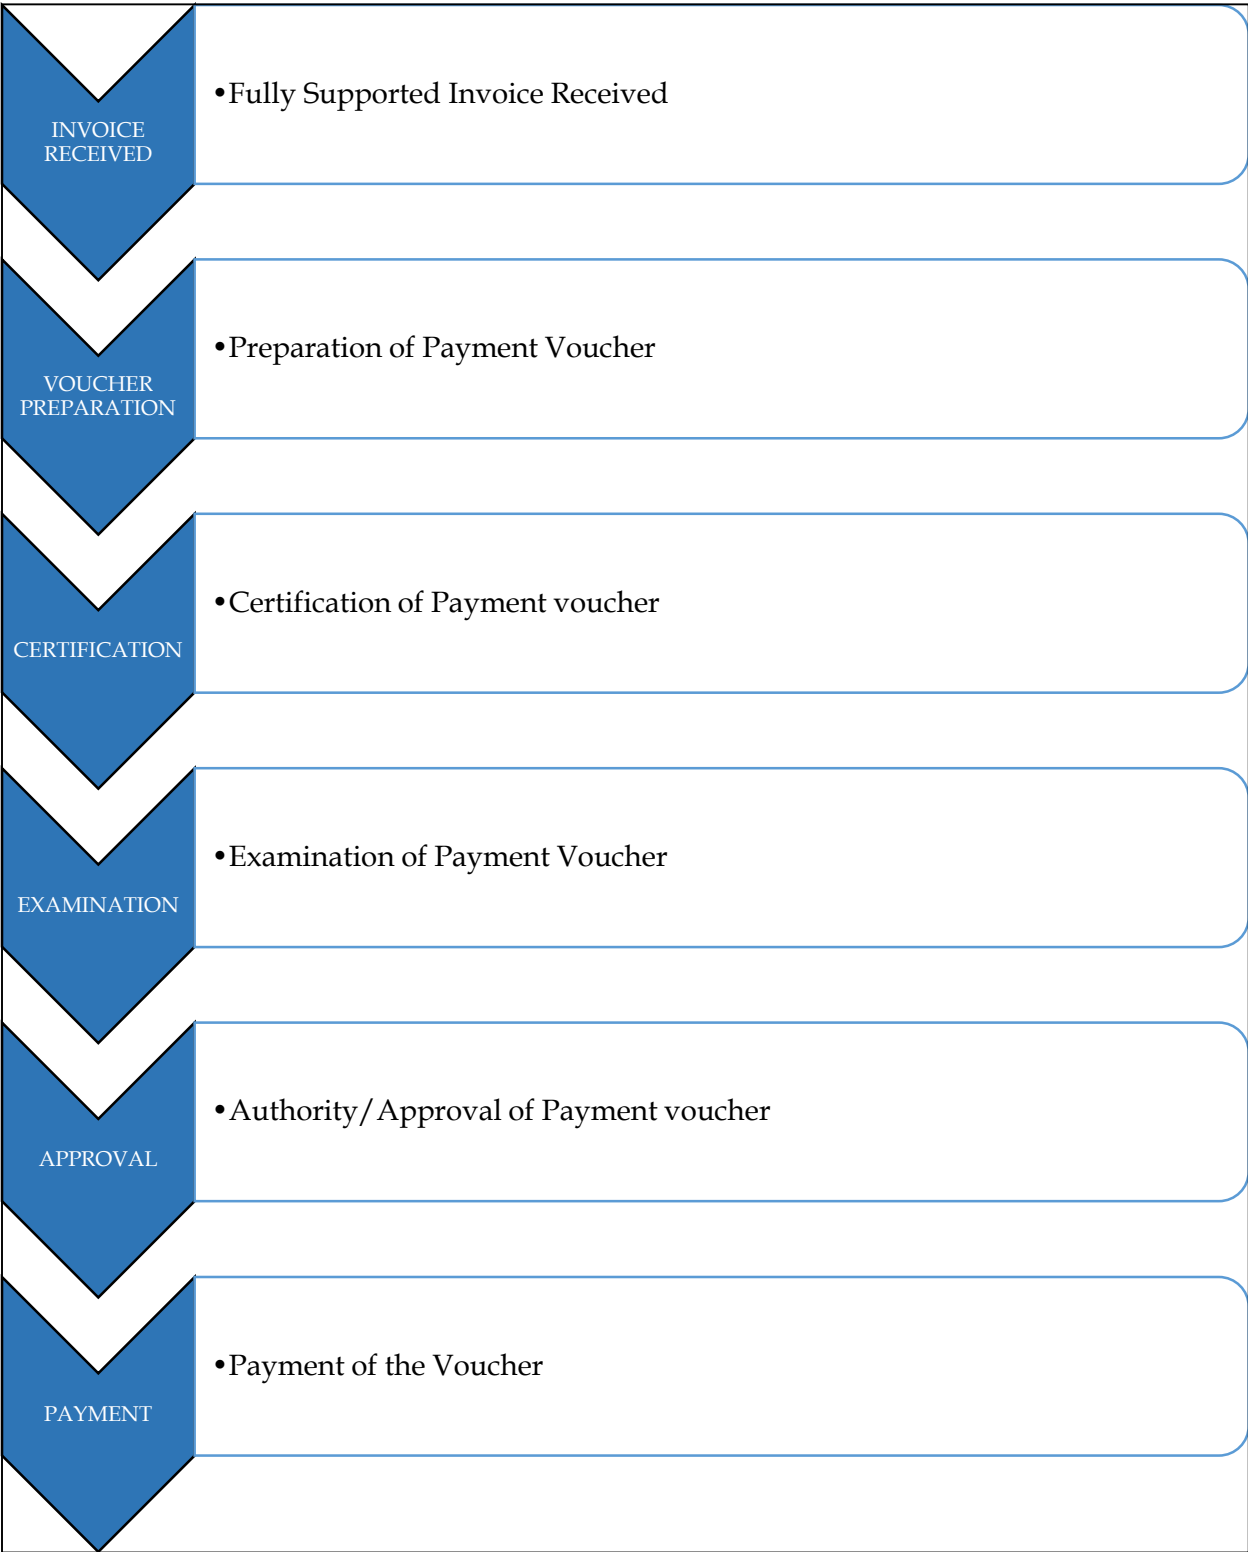 •Fully Supported Invoice Received
INVOICE
RECEIVED
•Preparation of Payment Voucher
VOUCHER
PREPARATION
•Certification of Payment voucher
CERTIFICATION
•Examination of Payment Voucher
EXAMINATION
•Authority/Approval of Payment voucher
APPROVAL
•Payment of the Voucher
PAYMENT